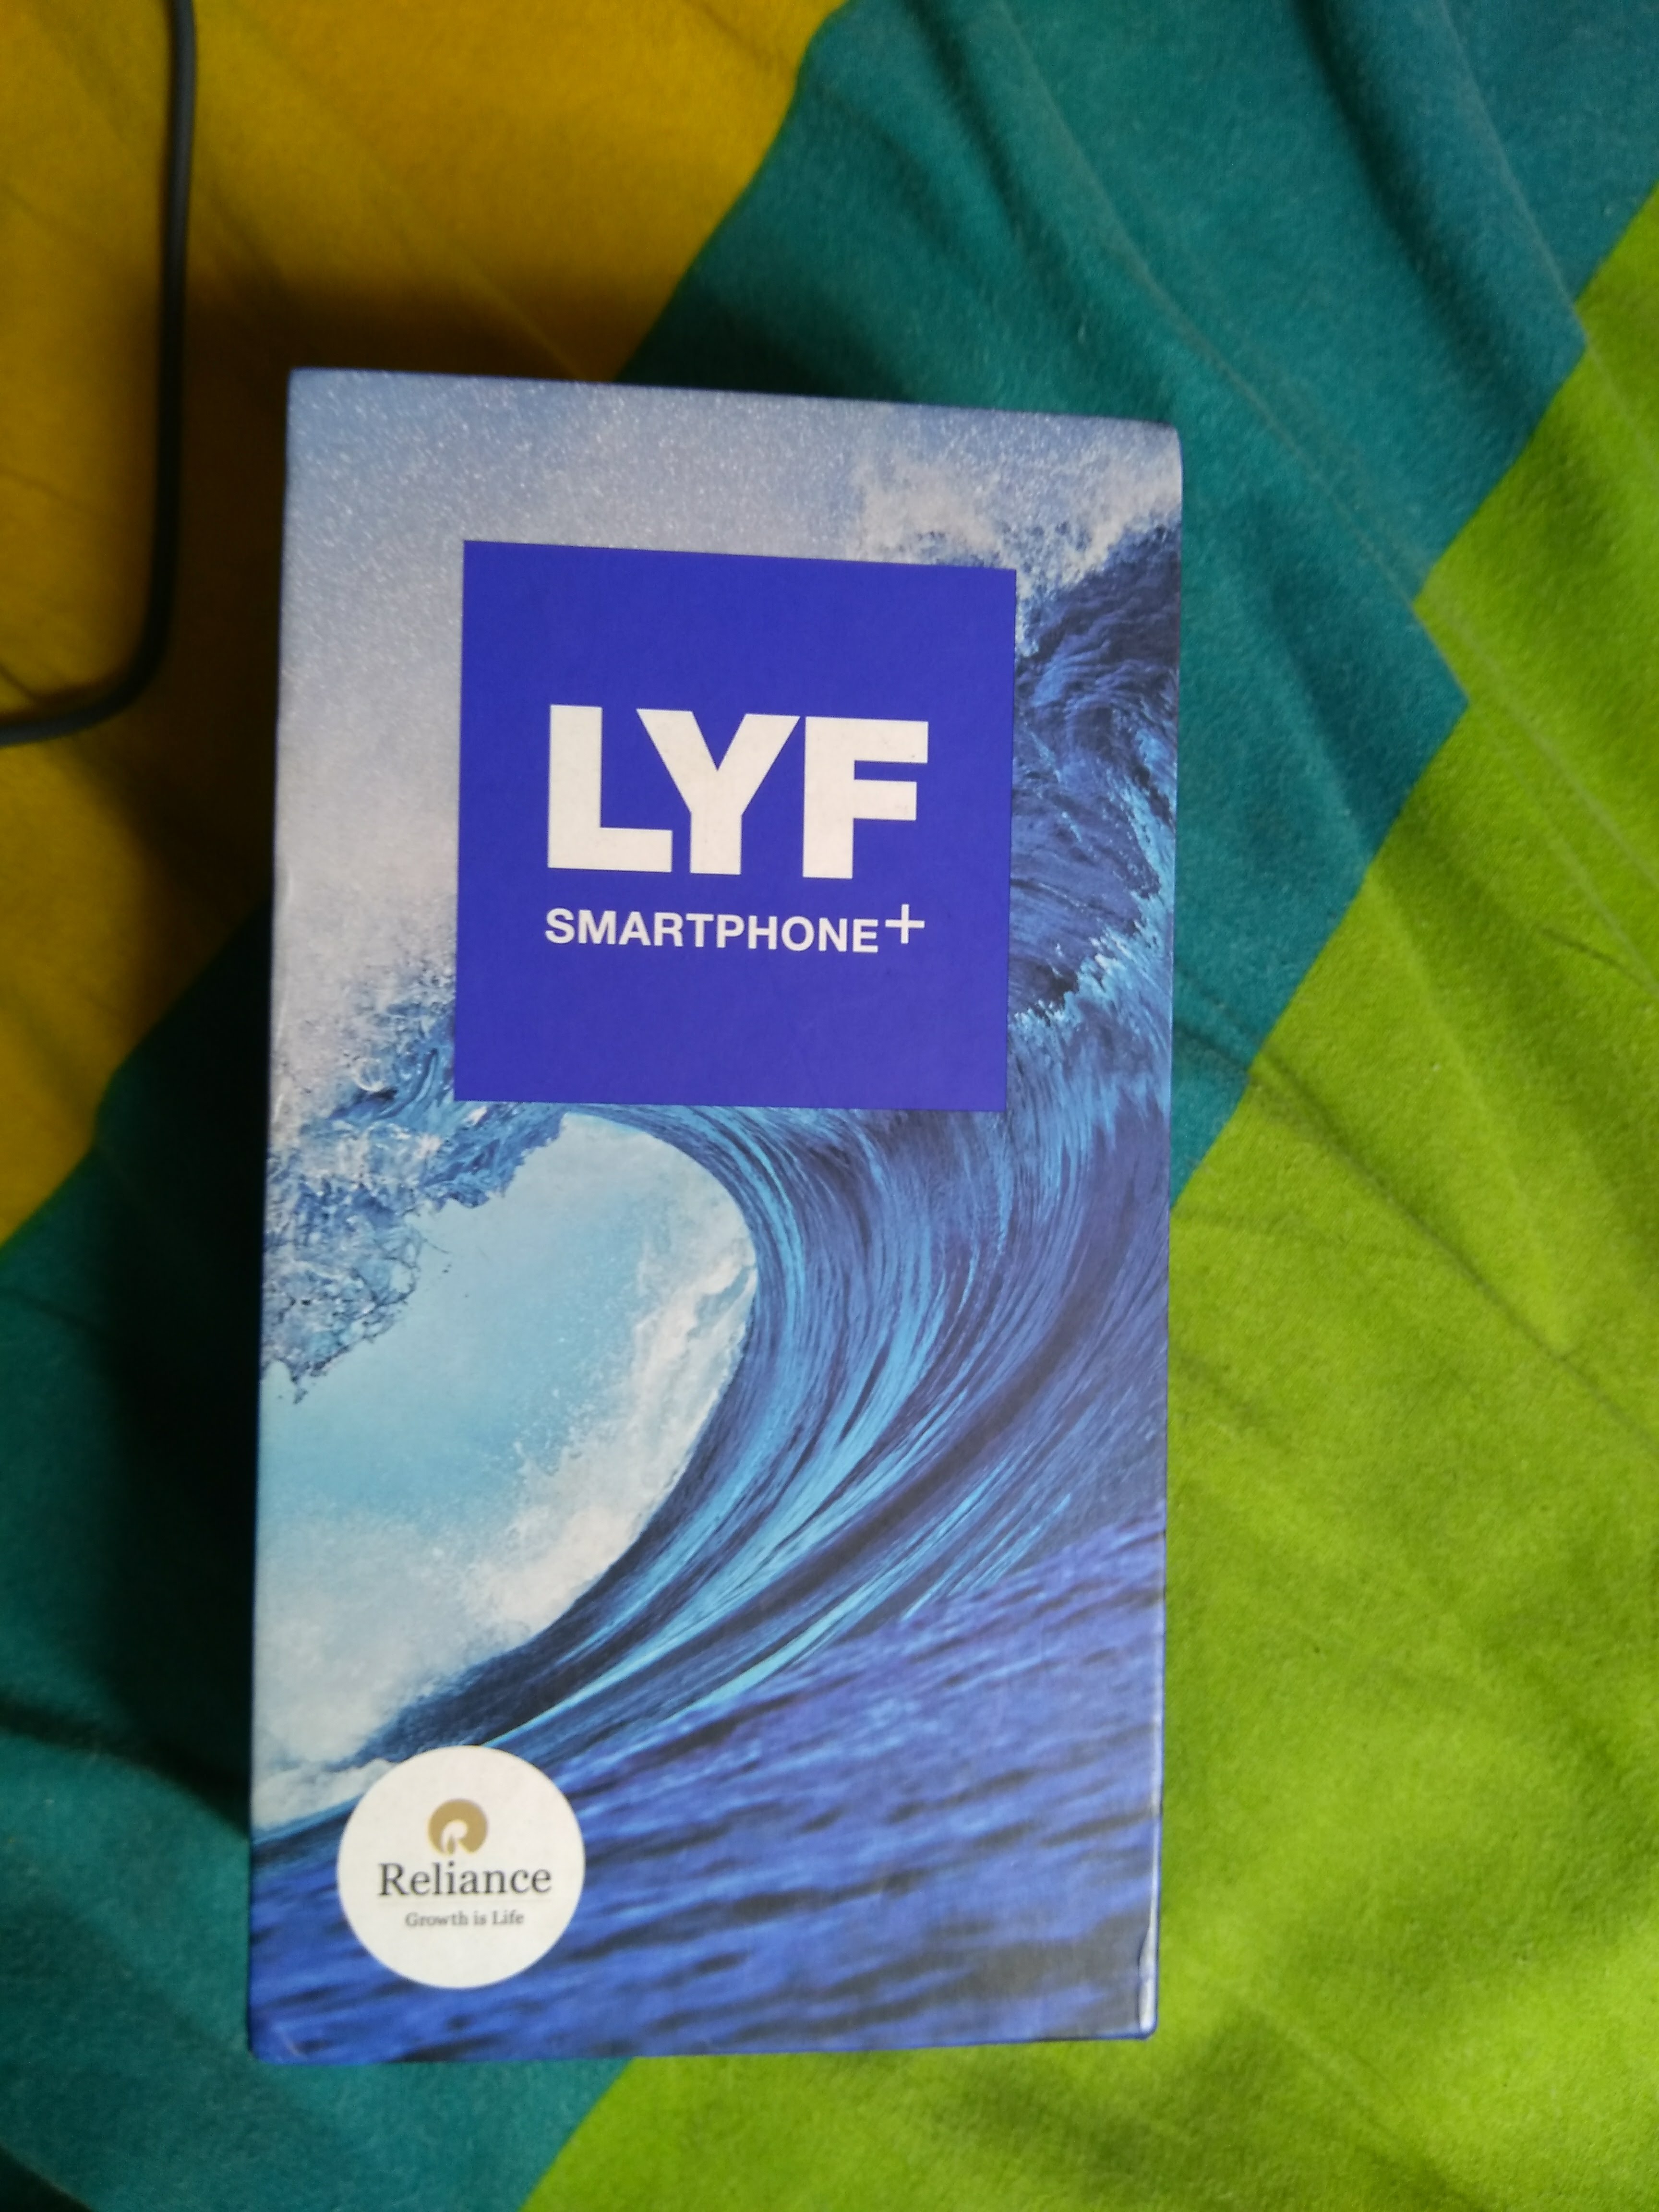 LYF
SMARTPHONE+
Reliance
Growth is Life